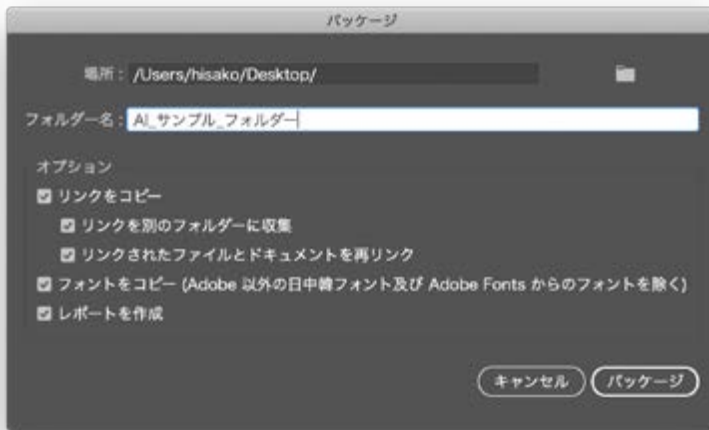 パッケージ
場所 : /Users/hisako/Desktop/
フォルダー名 : AI_サンプル_フォルダー
オプション
リンクをコピー
リンクを別のフォルダーに収集
リンクされたファイルとドキュメントを再リンク
フォントをコピー (Adobe 以外の日中韓フォント及び Adobe Fonts からのフォントを除く)
レポートを作成
キャンセル パッケージ